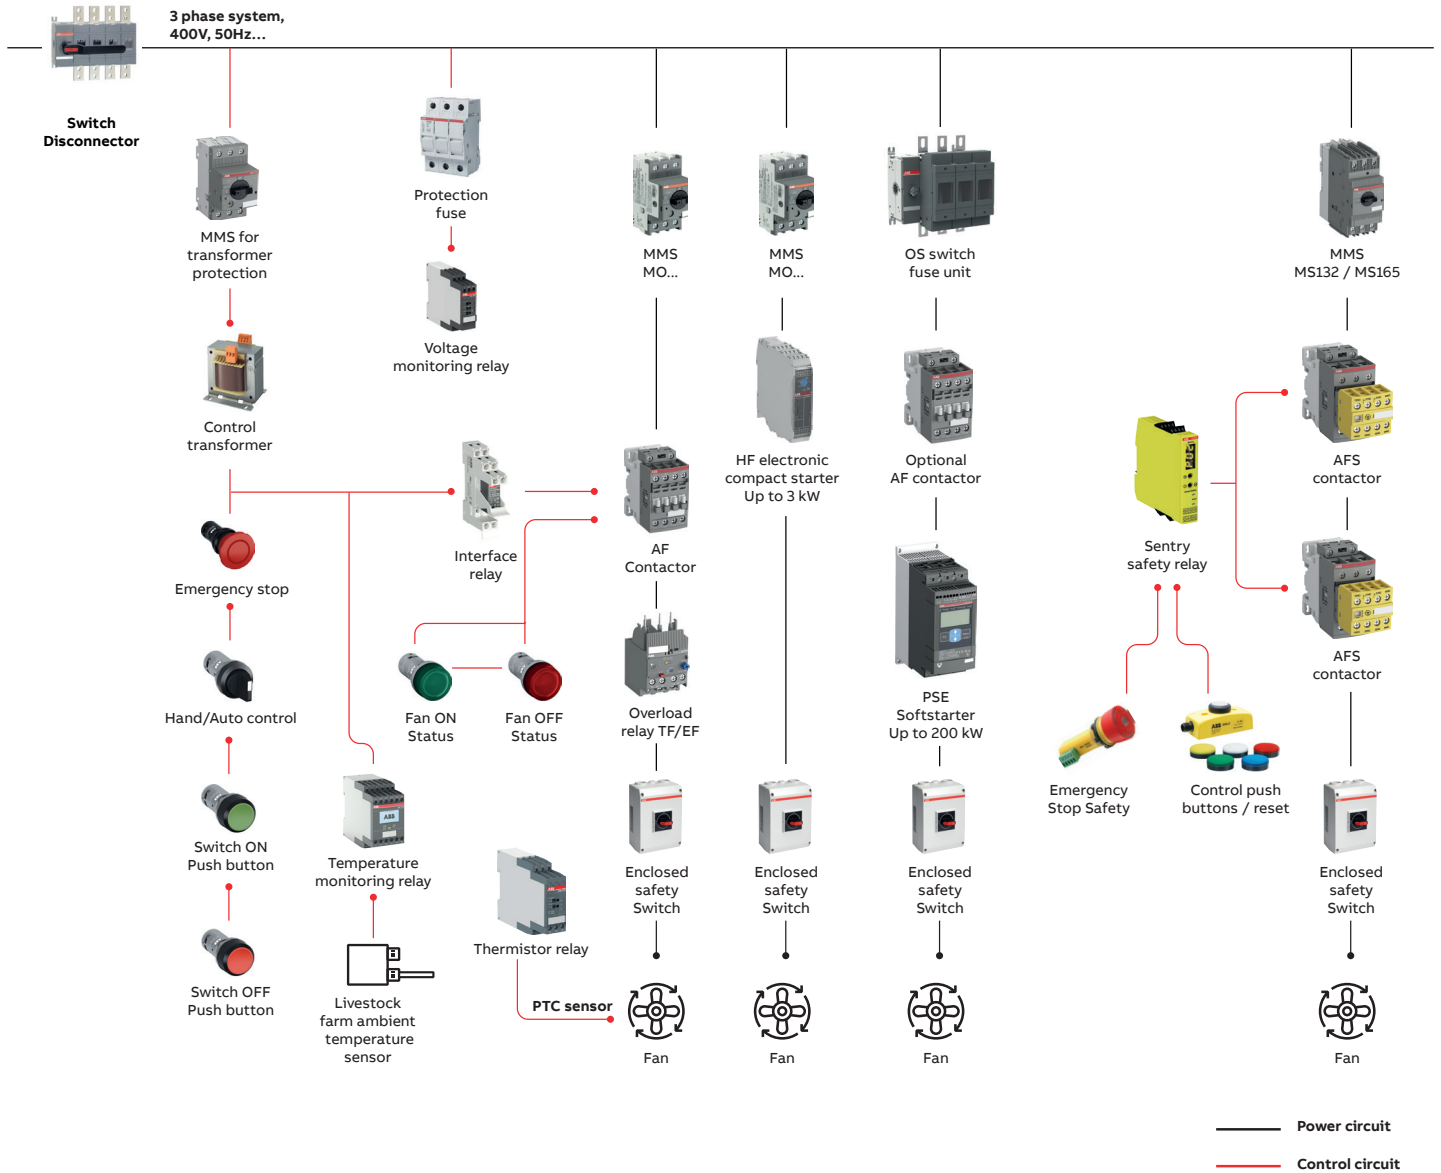 3 phase system,
400V, 50Hz...
Switch
Disconnector
MMS for
transformer
protection
Control
transformer
Emergency stop
Hand/Auto control
Switch ON
Push button
Switch OFF
Push button
Protection
fuse
Voltage
monitoring relay
Interface
relay
Fan ON
Status
Fan OFF
Status
ABB
Temperature
monitoring relay
Livestock
farm ambient
temperature
sensor
Thermistor relay
PTC sensor
MMS
MO...
AF
Contactor
Overload
relay TF/EF
Enclosed
safety
Switch
Fan
MMS
MO...
HF electronic
compact starter
Up to 3 kW
Enclosed
safety
Switch
Fan
OS switch
fuse unit
Optional
AF contactor
PSE
Softstarter
Up to 200 kW
Enclosed
safety
Switch
Fan
Sentry
safety relay
Emergency
Stop Safety
ABB
Control push
buttons / reset
MMS
MS132 / MS165
AFS
contactor
AFS
contactor
Enclosed
safety
Switch
Fan
Power circuit
Control circuit